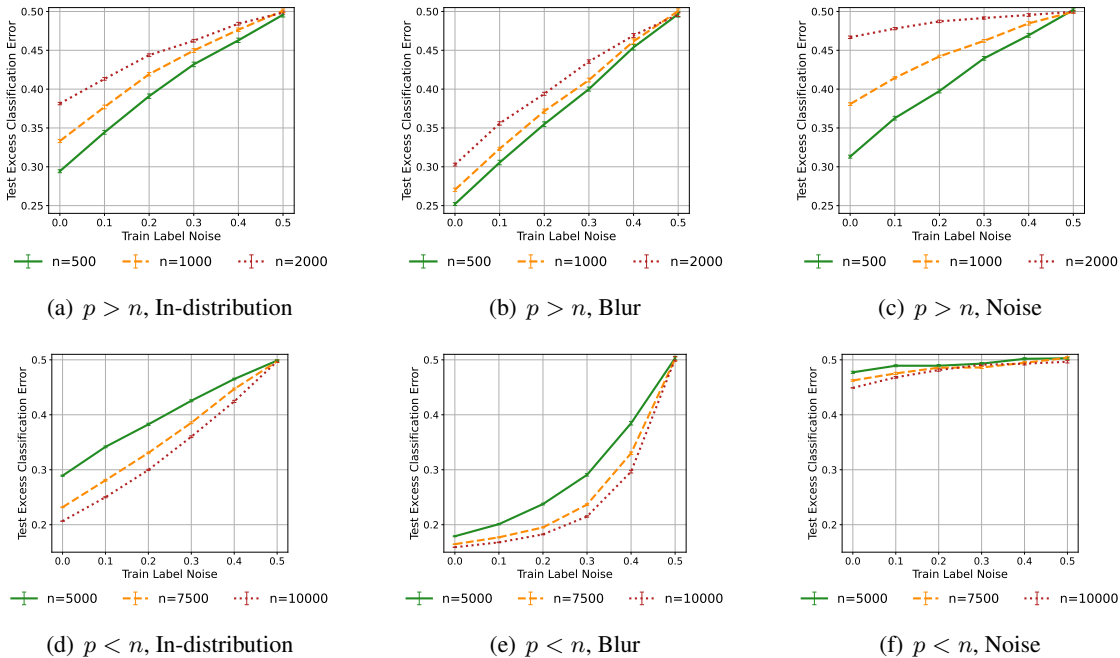 Test Excess Classification Error
0.50
0.45
0.40
0.35
0.30
0.25
0.0 0.1 0.2 0.3 0.4 0.5
Train Label Noise
n=500 n=1000 n=2000
(a) p > n, In-distribution
Test Excess Classification Error
0.50
0.45
0.40
0.35
0.30
0.25
0.0 0.1 0.2 0.3 0.4 0.5
Train Label Noise
n=500 n=1000 n=2000
(b) p > n, Blur
Test Excess Classification Error
0.50
0.45
0.40
0.35
0.30
0.25
0.0 0.1 0.2 0.3 0.4 0.5
Train Label Noise
n=500 n=1000 n=2000
(c) p > n, Noise
Test Excess Classification Error
0.5
0.4
0.3
0.2
0.0 0.1 0.2 0.3 0.4 0.5
Train Label Noise
n=5000 n=7500 n=10000
(d) p < n, In-distribution
Test Excess Classification Error
0.5
0.4
0.3
0.2
0.0 0.1 0.2 0.3 0.4 0.5
Train Label Noise
n=5000 n=7500 n=10000
(e) p < n, Blur
Test Excess Classification Error
0.5
0.4
0.3
0.2
0.0 0.1 0.2 0.3 0.4 0.5
Train Label Noise
n=5000 n=7500 n=10000
(f) p < n, Noise